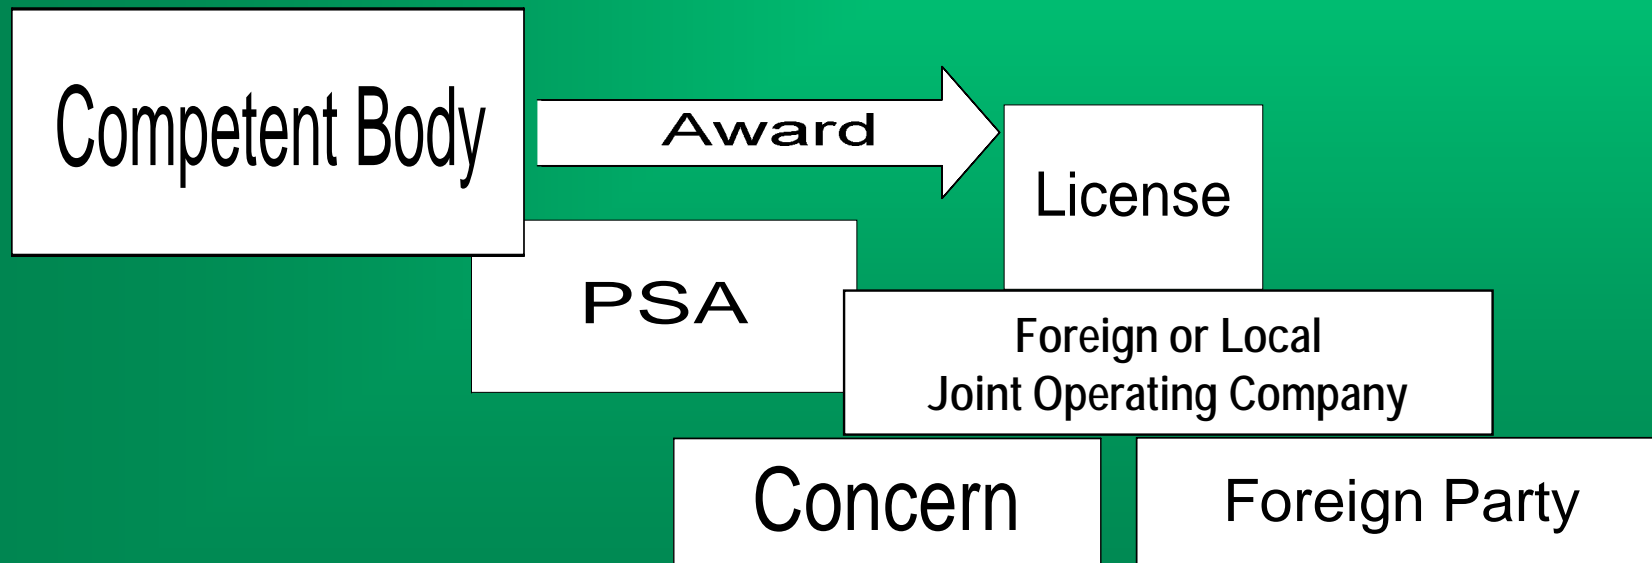 Competent Body
Award
License
PSA
Foreign or Local
Joint Operating Company
Concern
Foreign Party